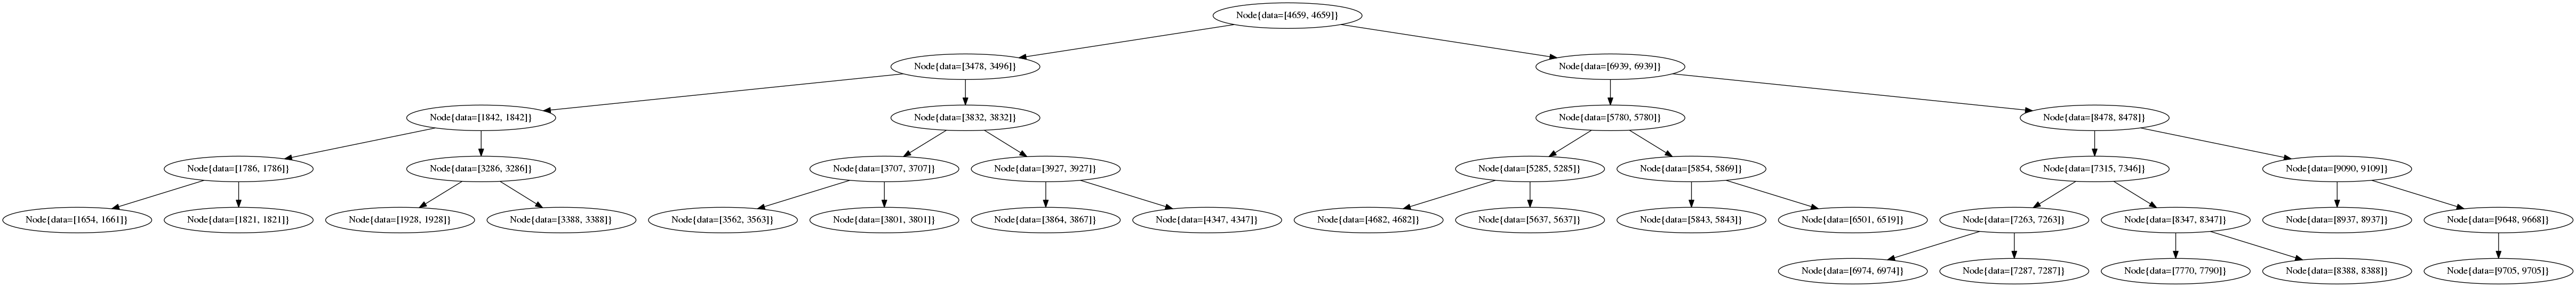 Node{data=[4659, 4659]}
Node{data=[3478, 3496]}
Node{data=[6939, 6939]}
Node{data=[1842, 1842]}
Node{data=[3832, 3832]}
Node{data=[5780, 5780]}
Node{data=[8478, 8478]}
Node{data=[1786, 1786]}
Node{data=[3286, 3286]}
Node{data=[3707, 3707]}
Node{data=[3927, 3927]}
Node{data=[5285, 5285]}
Node{data=[5854, 5869]}
Node{data=[7315, 7346]}
Node{data=[9090, 9109]}
Node{data=[1654, 1661]}
Node{data=[1821, 1821]}
Node{data=[1928, 1928]}
Node{data=[3388, 3388]}
Node{data=[3562, 3563]}
Node{data=[3801, 3801]}
Node{data=[3864, 3867]}
Node{data=[4347, 4347]}
Node{data=[4682, 4682]}
Node{data=[5637, 5637]}
Node{data=[5843, 5843]}
Node{data=[6501, 6519]}
Node{data=[7263, 7263]}
Node{data=[8347, 8347]}
Node{data=[8937, 8937]}
Node{data=[9648, 9668]}
Node{data=[6974, 6974]}
Node{data=[7287, 7287]}
Node{data=[7770, 7790]}
Node{data=[8388, 8388]}
Node{data=[9705, 9705]}